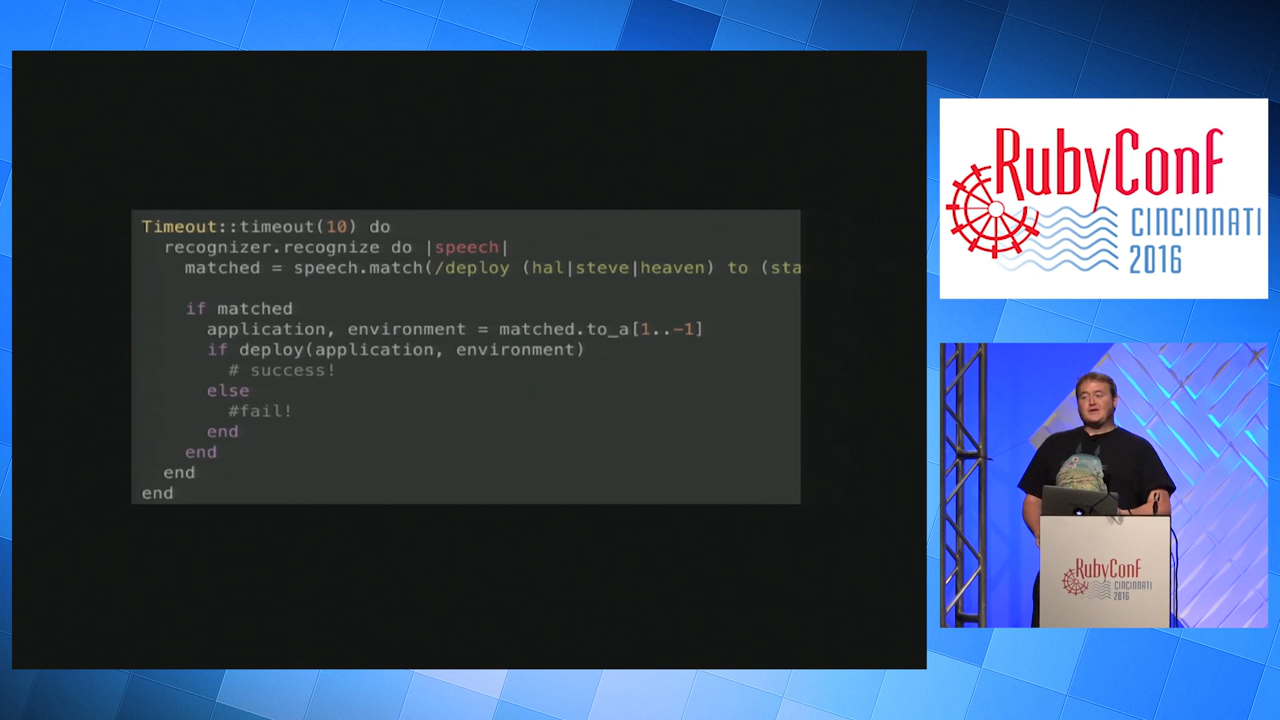 Timeout::timeout(10) do
recognizer.recognize do |speech|
matched = speech.match(/deploy (hal|steve|heaven) to (sta
if matched
application, environment = matched.to_a[1..-1]
if deploy(application, environment)
# success!
else
#fail!
end
end
end
end
RubyConf
CINCINNATI
2016
RubyConf
CINCINNATI
2016